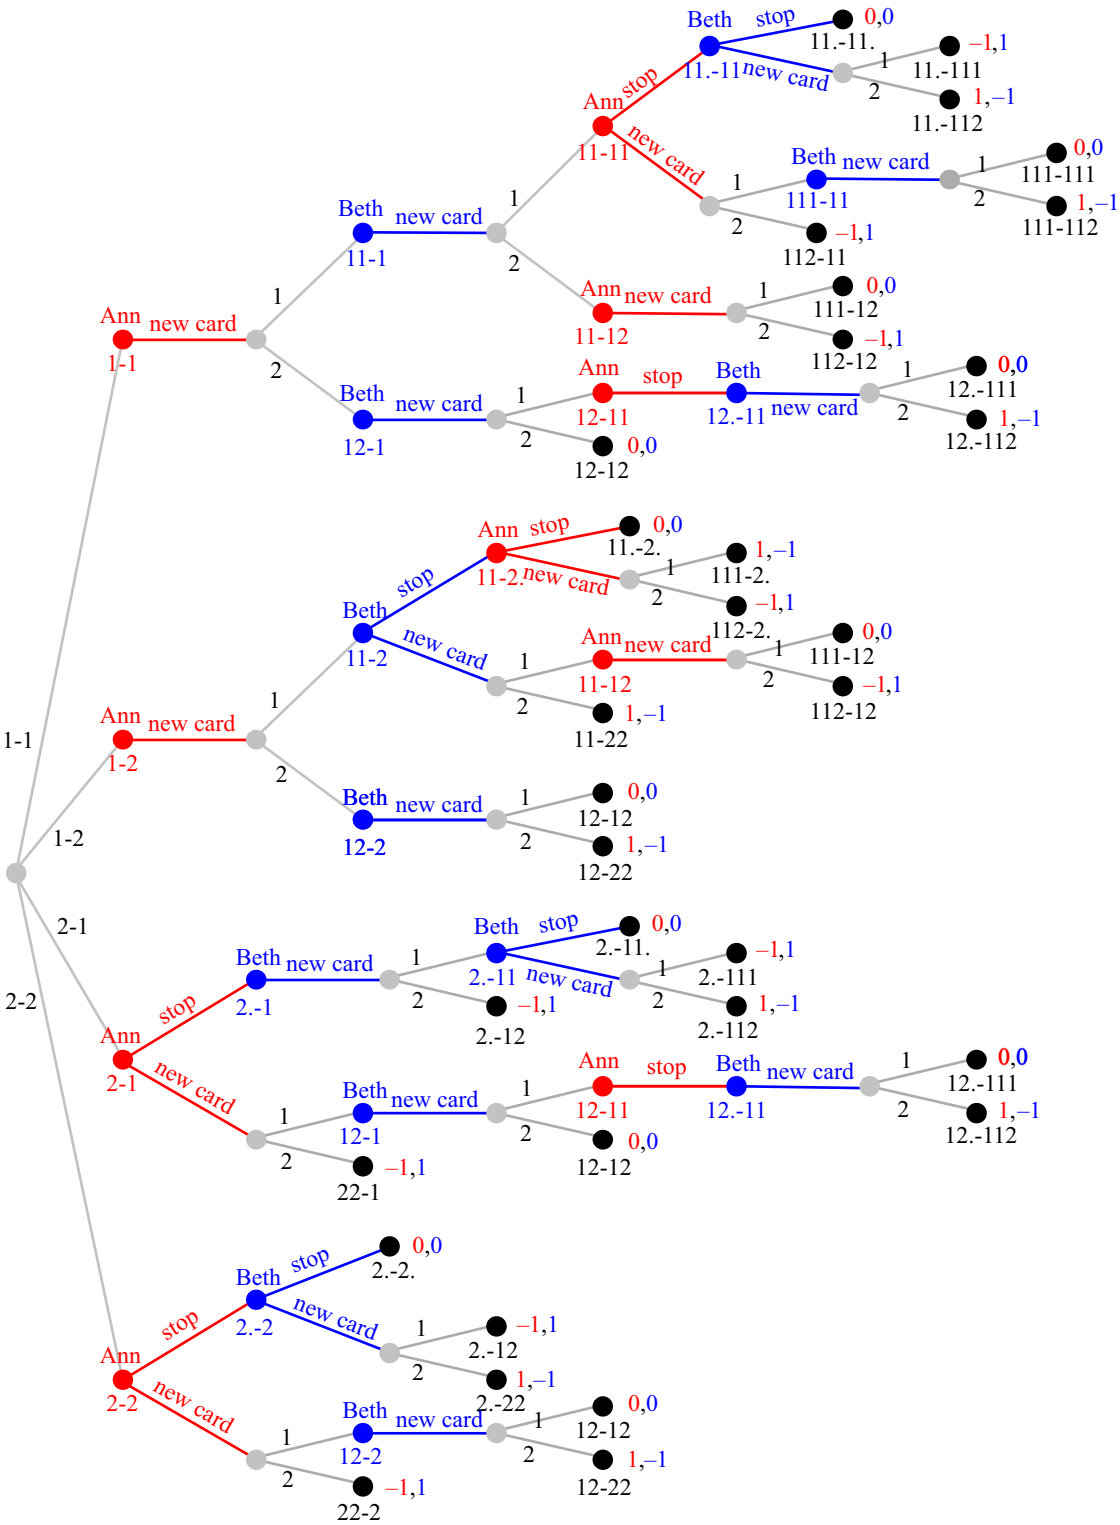 Beth
stop
0,0
11.-11.
11.-11
new card
1
–1,1
11.-111
2
1,–1
11.-112
Ann
stop
11-11
new card
1
Beth
new card
111-11
1
0,0
111-111
2
1,–1
111-112
2
–1,1
112-11
Beth
new card
11-1
1
2
Ann
new card
11-12
1
0,0
111-12
2
–1,1
112-12
Ann
new card
1-1
1
2
Beth
new card
12-1
1
Ann
stop
12-11
Beth
12.-11
new card
1
0,0
12.-111
2
1,–1
12.-112
2
0,0
12-12
Ann
stop
0,0
11.-2.
11-2.
new card
1
1,–1
111-2.
2
–1,1
112-2.
Beth
stop
11-2
new card
1
Ann
new card
11-12
1
0,0
111-12
2
–1,1
112-12
2
1,–1
11-22
1-1
Ann
new card
1-2
1
2
Beth
new card
12-2
1
0,0
12-12
2
1,–1
12-22
1-2
2-1
2-2
Beth
new card
2.-1
1
Beth
stop
0,0
2.-11.
2.-11
new card
1
–1,1
2.-111
2
1,–1
2.-112
2
–1,1
2.-12
Ann
stop
2-1
new card
1
Beth
new card
12-1
1
Ann
stop
12-11
Beth
new card
12.-11
1
0,0
12.-111
2
1,–1
12.-112
2
0,0
12-12
2
–1,1
22-1
Beth
stop
0,0
2.-2.
2.-2
new card
1
–1,1
2.-12
2
1,–1
2.-22
Ann
stop
2-2
new card
1
Beth
new card
12-2
1
0,0
12-12
2
1,–1
12-22
2
–1,1
22-2